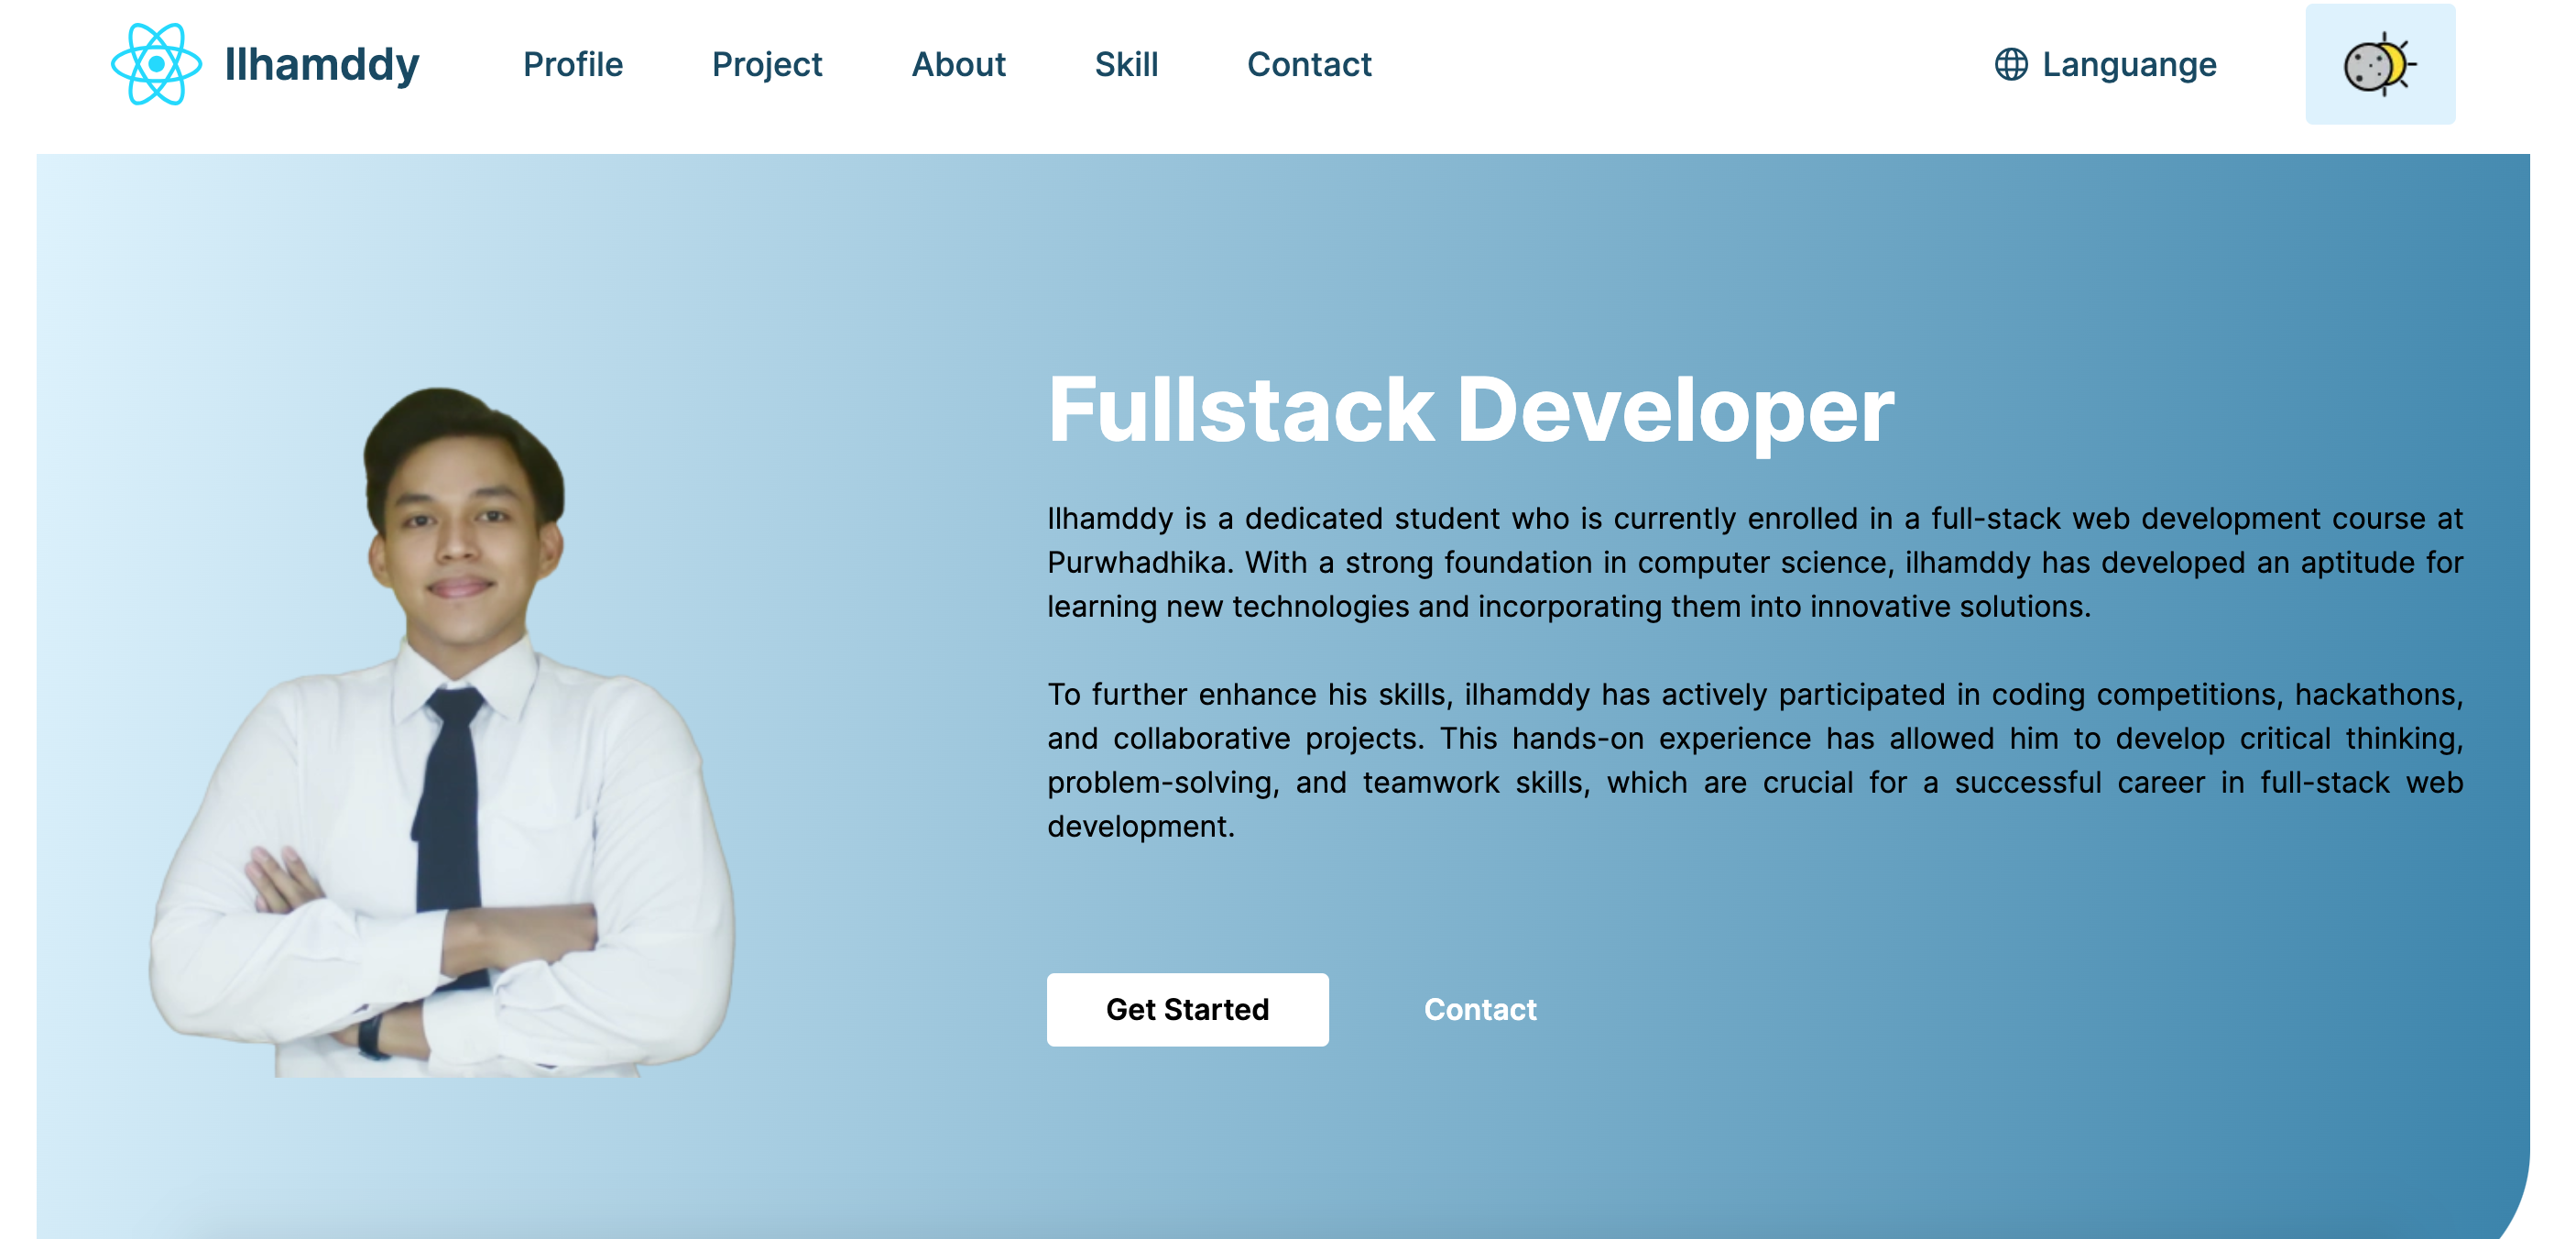 Ilhamddy
Profile
Project
About
Skill
Contact
Languange
Fullstack Developer
Ilhamddy is a dedicated student who is currently enrolled in a full-stack web development course at
Purwhadhika. With a strong foundation in computer science, ilhamddy has developed an aptitude for
learning new technologies and incorporating them into innovative solutions.
To further enhance his skills, ilhamddy has actively participated in coding competitions, hackathons,
and collaborative projects. This hands-on experience has allowed him to develop critical thinking,
problem-solving, and teamwork skills, which are crucial for a successful career in full-stack web
development.
Get Started
Contact